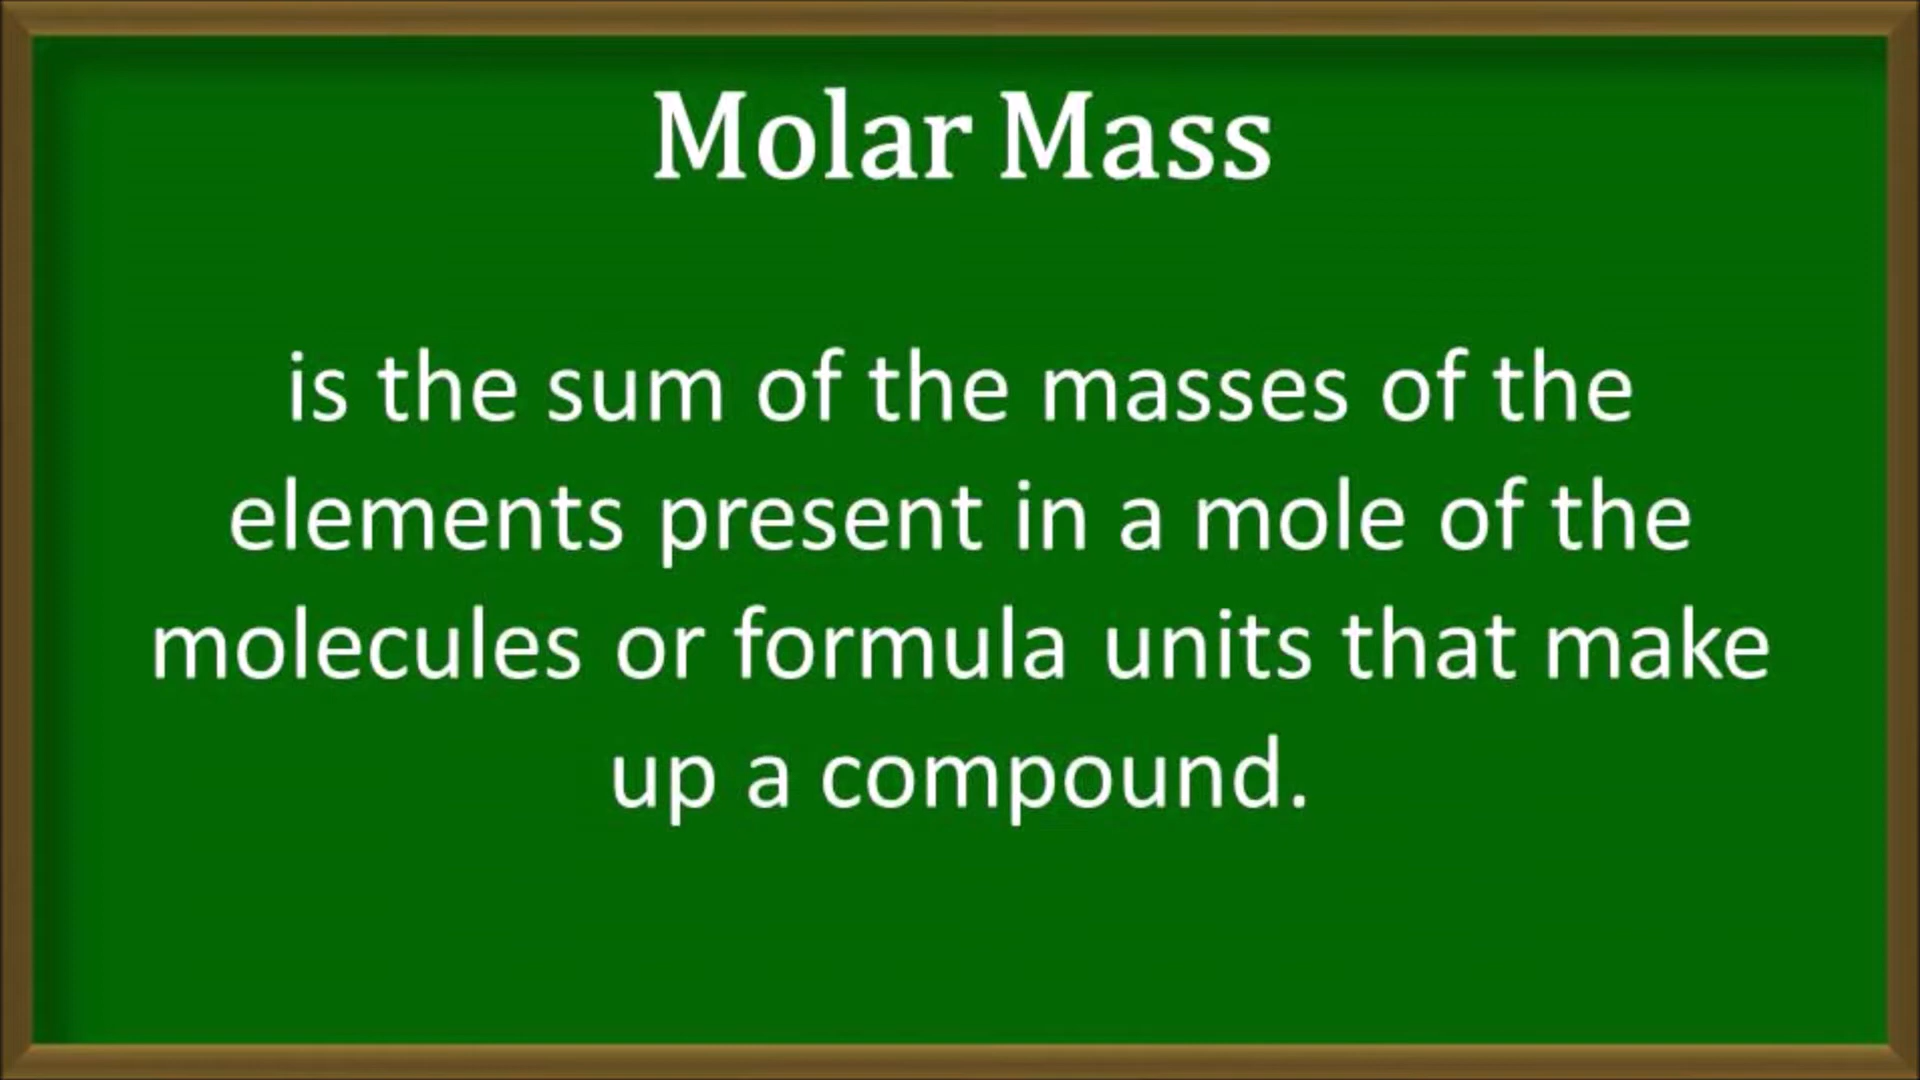 Molar Mass
is the sum of the masses of the
elements present in a mole of the
molecules or formula units that make
up a compound.